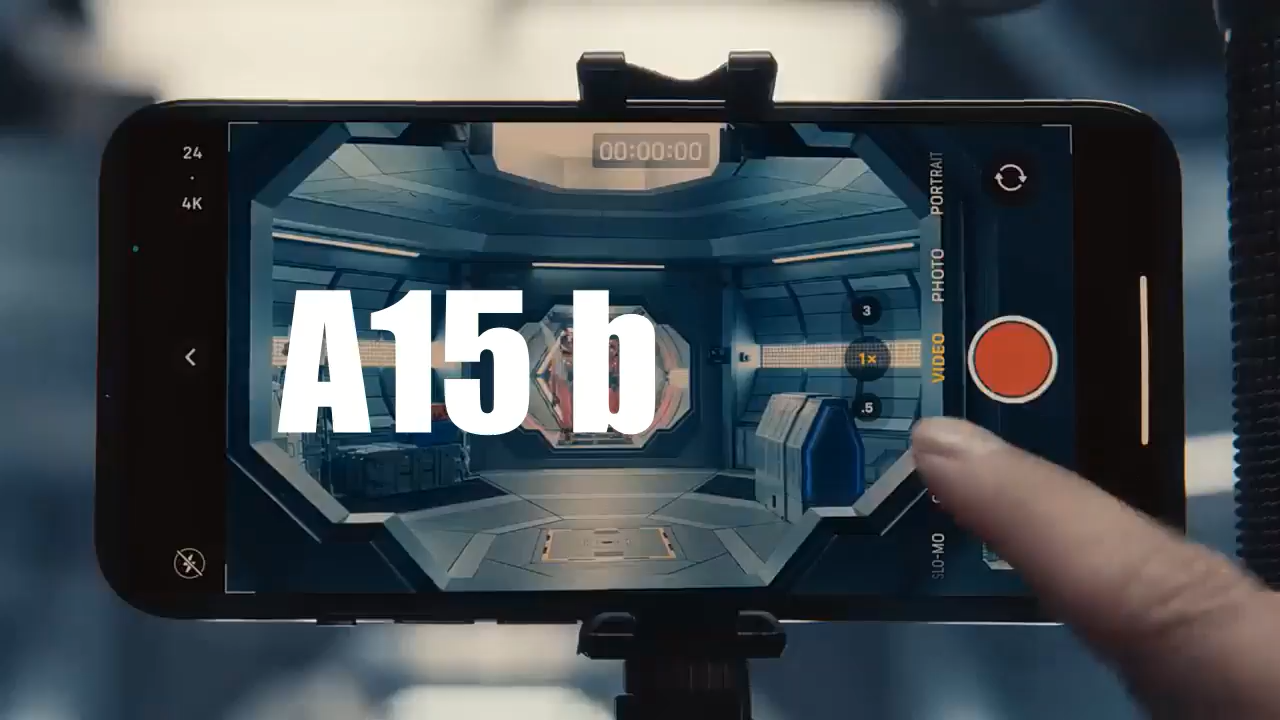 24
4K
00:00:00
A15 b
3
1×
.5
PORTRAIT
PHOTO
VIDEO
SLO-MO